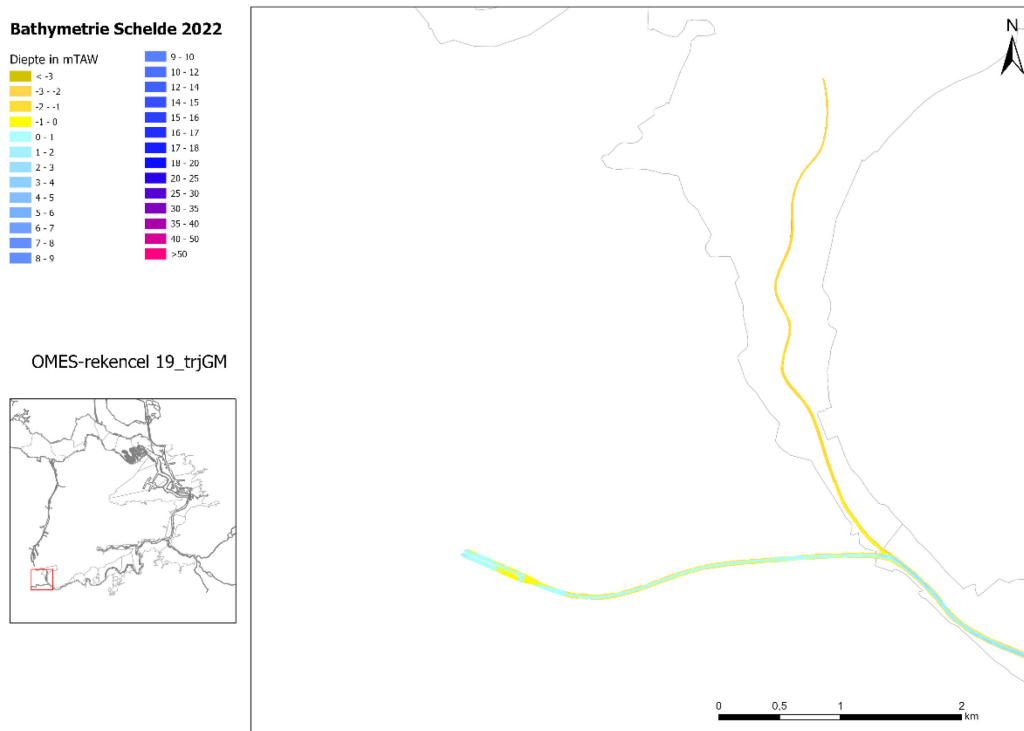 Bathymetrie Schelde 2022
Diepte in mTAW
< -3
-3 - -2
-2 - -1
-1 - 0
0 - 1
1 - 2
2 - 3
3 - 4
4 - 5
5 - 6
6 - 7
7 - 8
8 - 9
9 - 10
10 - 12
12 - 14
14 - 15
15 - 16
16 - 17
17 - 18
18 - 20
20 - 25
25 - 30
30 - 35
35 - 40
40 - 50
>50
OMES-rekencel 19_trjGM
N
0 0,5 1 2
km